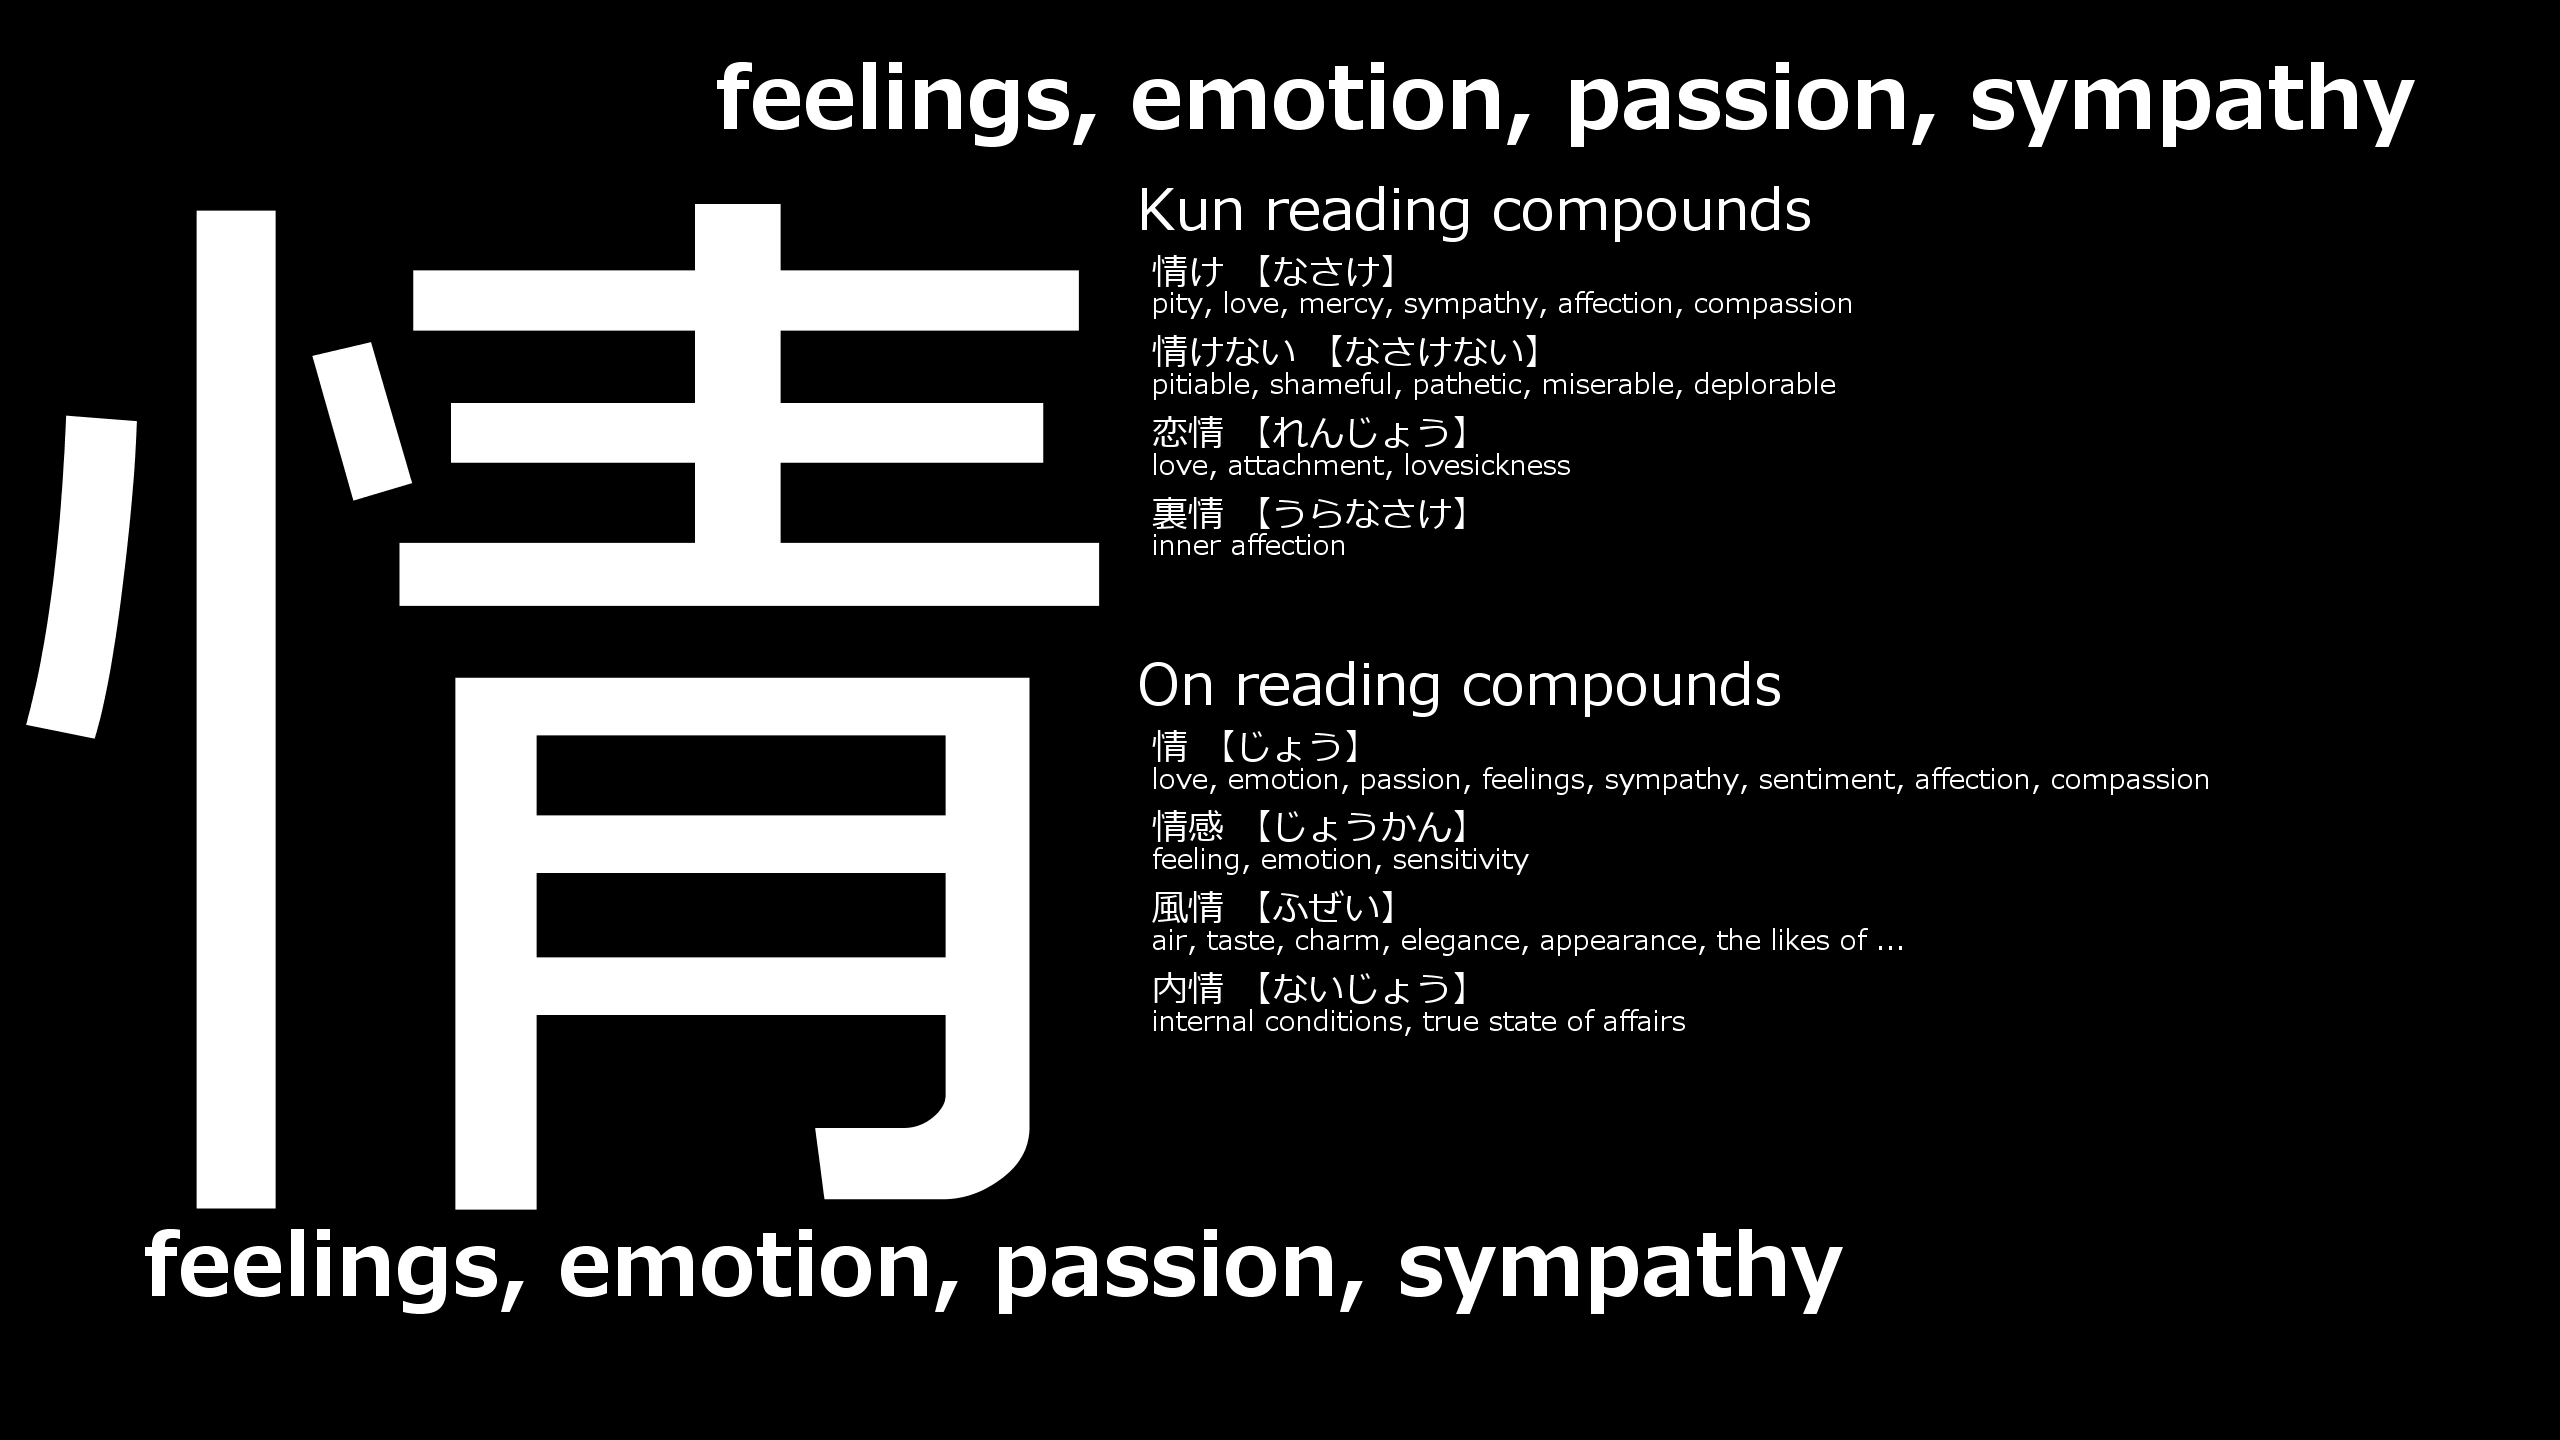 feelings, emotion, passion, sympathy
情
Kun reading compounds
情け 【なさけ】
pity, love, mercy, sympathy, affection, compassion
情けない 【なさけない】
pitiable, shameful, pathetic, miserable, deplorable
恋情 【れんじょう】
love, attachment, lovesickness
裏情 【うらなさけ】
inner affection
On reading compounds
情 【じょう】
love, emotion, passion, feelings, sympathy, sentiment, affection, compassion
情感 【じょうかん】
feeling, emotion, sensitivity
風情 【ふぜい】
air, taste, charm, elegance, appearance, the likes of ...
内情 【ないじょう】
internal conditions, true state of affairs
feelings, emotion, passion, sympathy